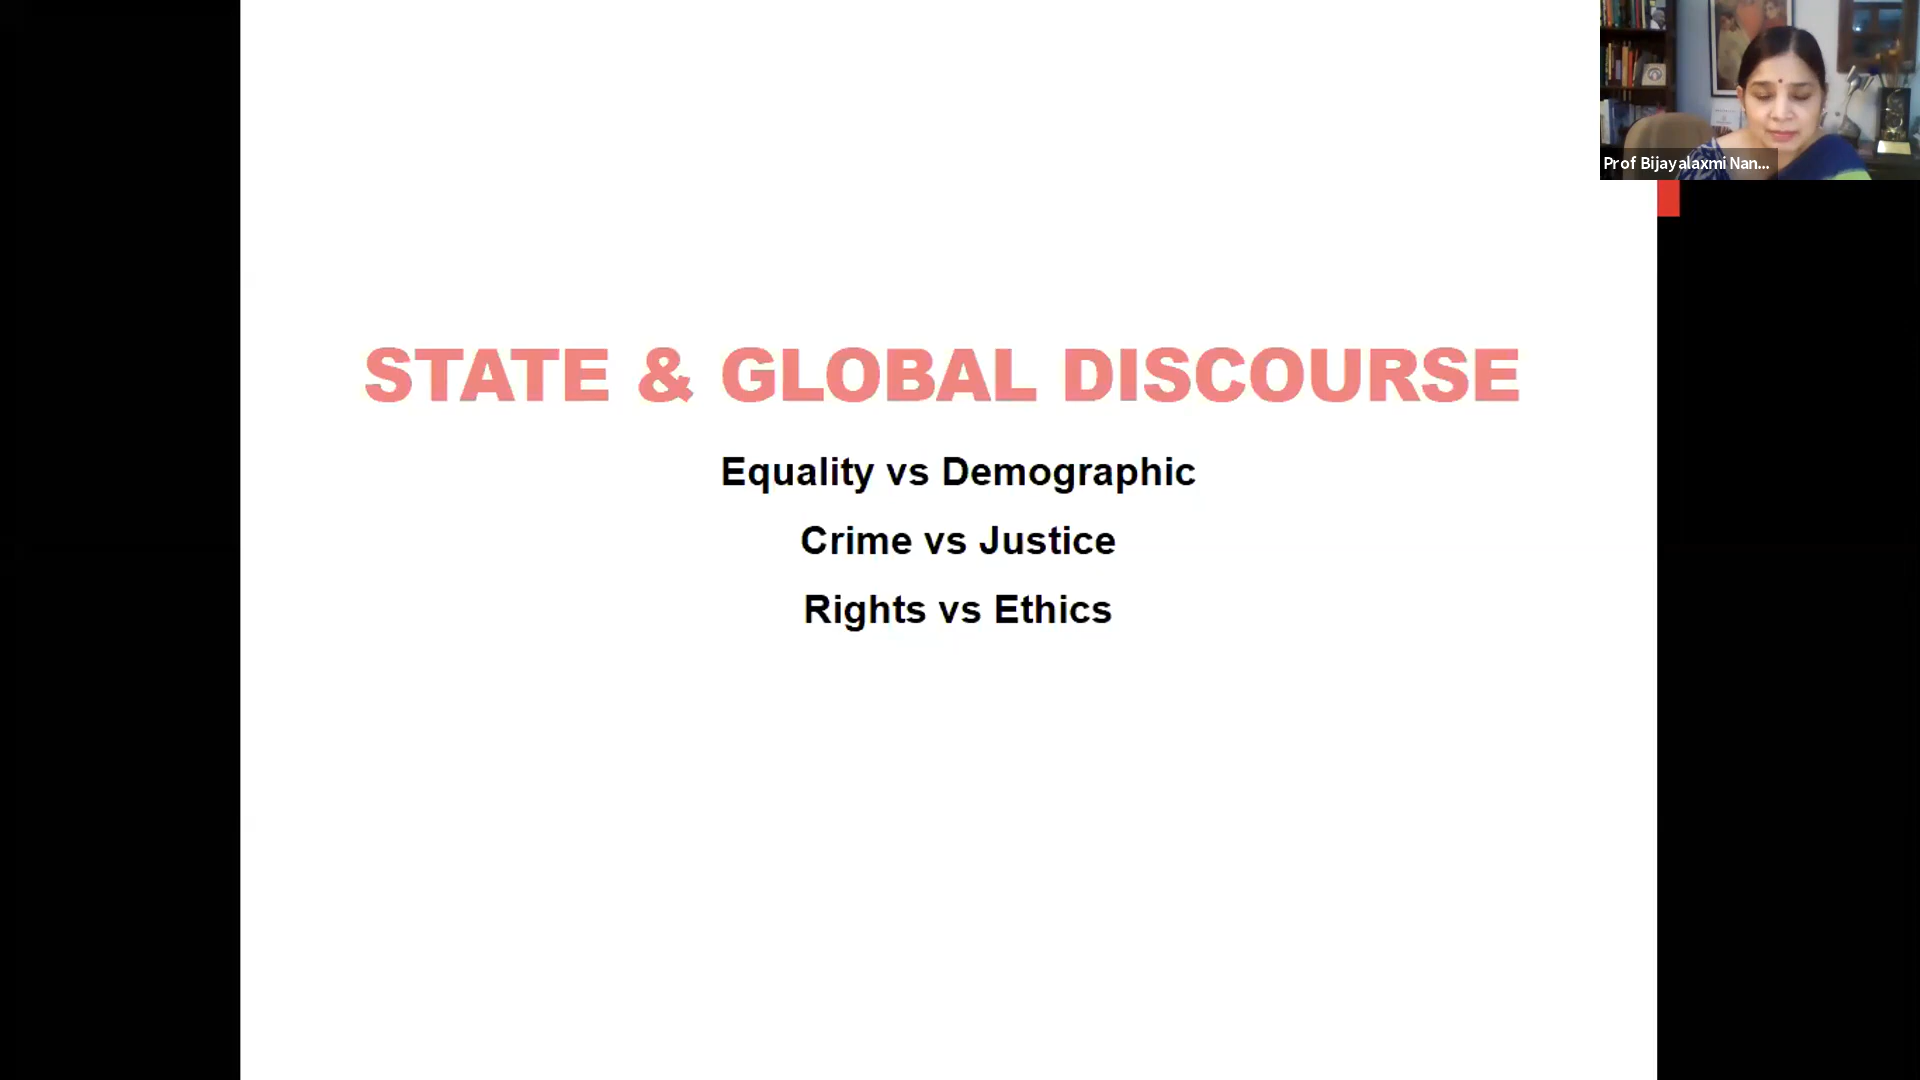 Prof Bijayalaxmi Nan...
STATE & GLOBAL DISCOURSE
Equality vs Demographic
Crime vs Justice
Rights vs Ethics